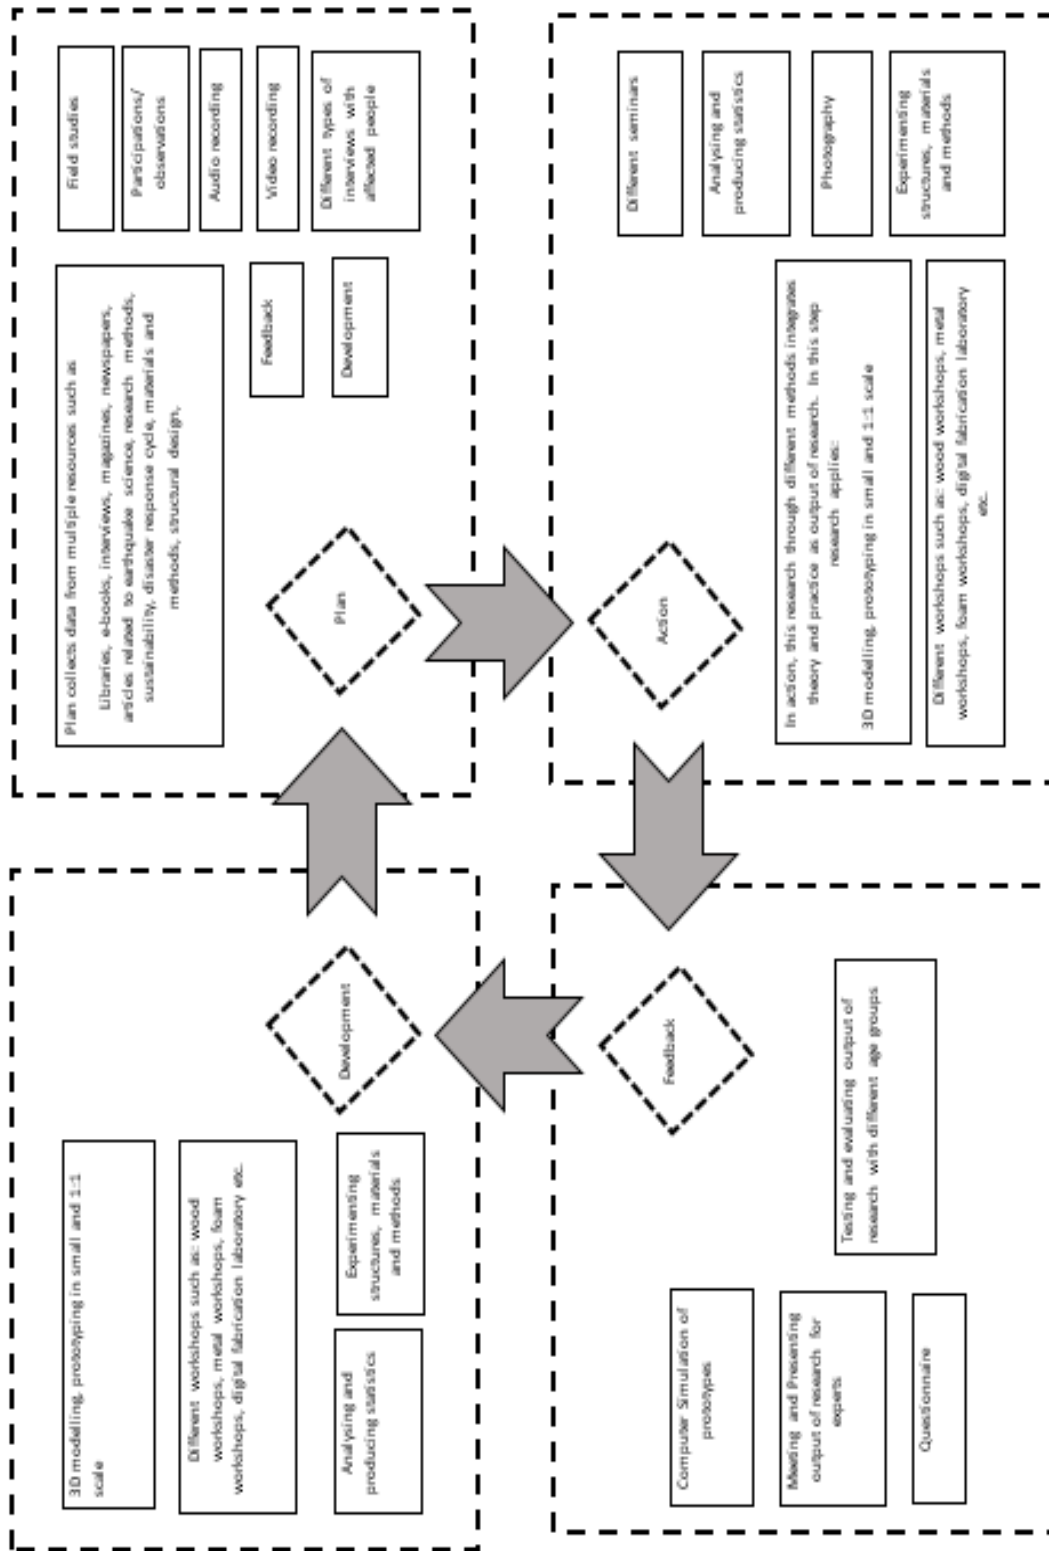 3D modelling, prototyping in small and 1:1
scale
Different workshops such as: wood
workshops, metal workshops, foam
workshops, digital fabrication laboratory etc.
Analysing and
producing statistics
Experimenting
structures, materials
and methods
Development
Plan collects data from multiple resources such as
Libraries, e-books, interviews, magazines, newspapers,
articles related to earthquake science, research methods,
sustainability, disaster response cycle, materials and
methods, structural design,
Field studies
Participations/
observations
Audio recording
Video recording
Different types of
interviews with
affected people
Feedback
Development
Plan
Feedback
Computer Simulation of
prototypes
Meeting and Presenting
output of research for
experts
Questionnaire
Testing and evaluating output of
research with different age groups
Action
Different seminars
Analysing and
producing statistics
Photography
Experimenting
structures, materials
and methods
In action, this research through different methods integrates
theory and practice as output of research. In this step
research applies:
3D modelling, prototyping in small and 1:1 scale
Different workshops such as: wood workshops, metal
workshops, foam workshops, digital fabrication laboratory
etc.